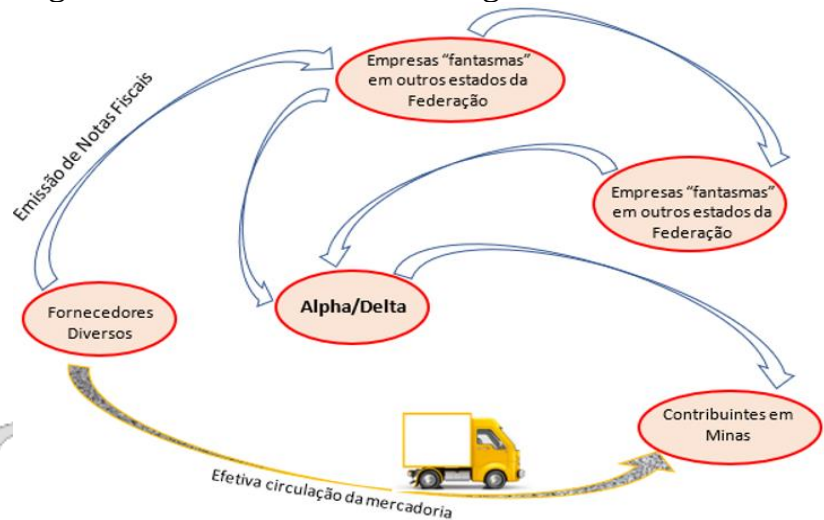 Empresas “fantasmas”
em outros estados da
Federação
Emissão de Notas Fiscais
Empresas “fantasmas”
em outros estados da
Federação
Fornecedores
Diversos
Alpha/Delta
Contribuintes em
Minas
Efetiva circulação da mercadoria